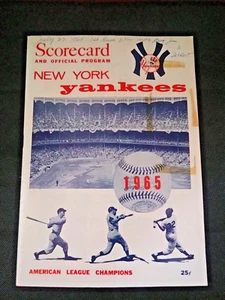 Scorecard
AND OFFICIAL PROGRAM
NEW YORK
yankees
1965
AMERICAN LEAGUE CHAMPIONS
25¢